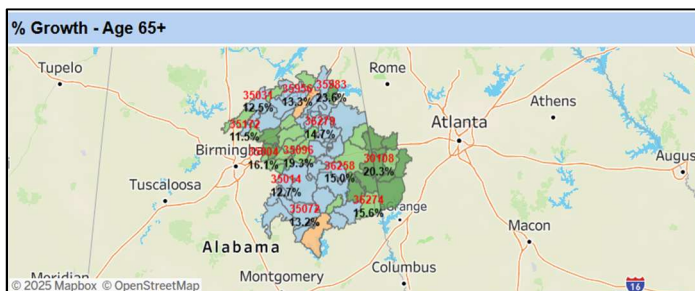 % Growth - Age 65+
Tupelo
Rome
35031
12.5%
13.3%
35983
23.6%
Athens
35172
11.5%
36279
14.7%
Atlanta
Birmingham
16.1%
35096
19.3%
36258
15.0%
30108
20.3%
Augus
Tuscaloosa
35014
12.7%
36274
15.6%
35072
13.2%
Macon
Alabama
Meridian
Montgomery
Columbus
16
© 2025 Mapbox © OpenStreetMap